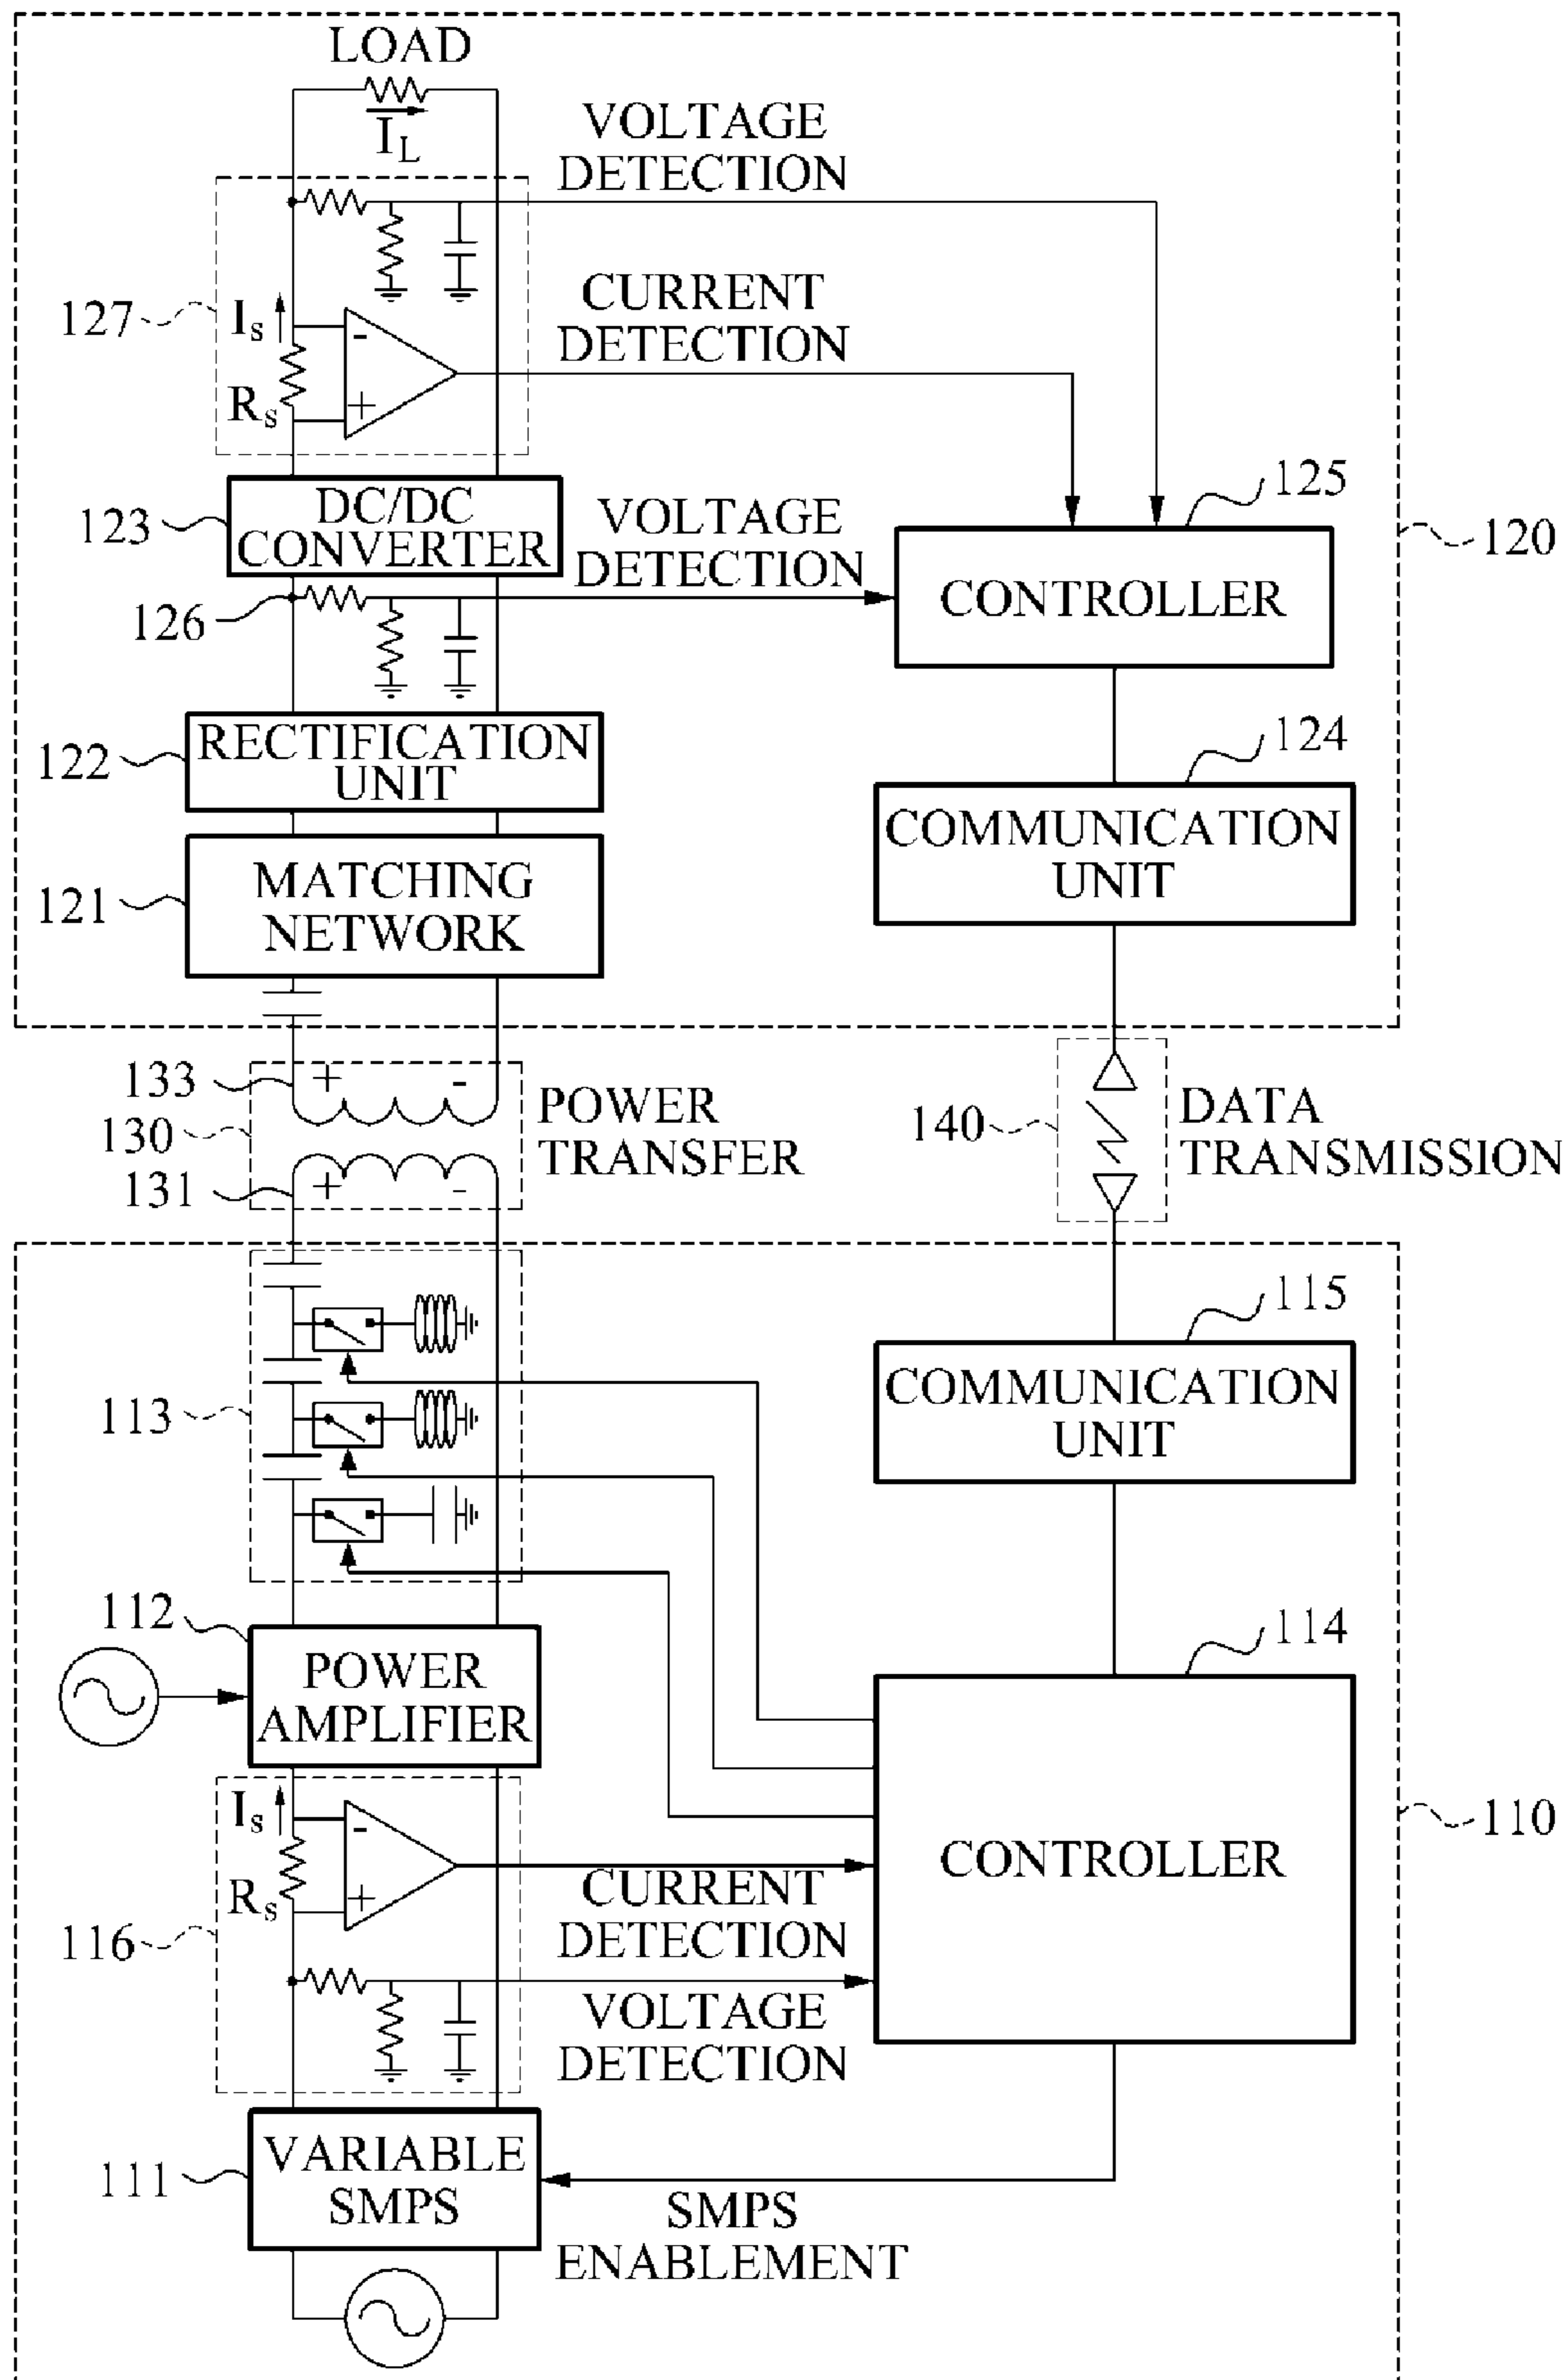 LOAD
I_L
VOLTAGE
DETECTION
127
I_s
-
+
R_s
CURRENT
DETECTION
123
DC/DC
CONVERTER
VOLTAGE
DETECTION
125
120
126
CONTROLLER
122
RECTIFICATION
UNIT
124
COMMUNICATION
UNIT
121
MATCHING
NETWORK
133
+ -
130
POWER
TRANSFER
131
+ -
140
DATA
TRANSMISSION
115
COMMUNICATION
UNIT
113
112
POWER
AMPLIFIER
114
CONTROLLER
110
I_s
-
+
R_s
116
CURRENT
DETECTION
VOLTAGE
DETECTION
111
VARIABLE
SMPS
SMPS
ENABLEMENT